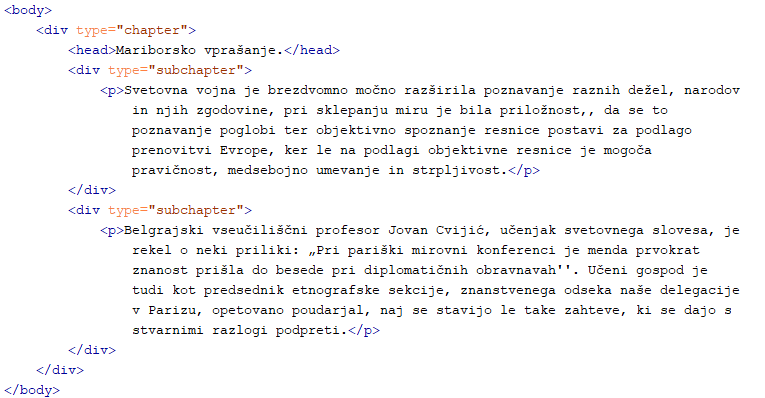 <body>
<div type="chapter">
<head>Mariborsko vprašanje.</head>
<div type="subchapter">
<p>Svetovna vojna je brezdvomno močno razširila poznavanje raznih dežel, narodov
in njih zgodovine, pri sklepanju miru je bila priložnost,, da se to
poznavanje poglobi ter objektivno spoznanje resnice postavi za podlago
prenovitvi Evrope, ker le na podlagi objektivne resnice je mogoča
pravičnost, medsebojno umevanje in strpljivost.</p>
</div>
<div type="subchapter">
<p>Belgrajski vseučiliščni profesor Jovan Cvijić, učenjak svetovnega slovesa, je
rekel o neki priliki: „Pri pariški mirovni konferenci je menda prvokrat
znanost prišla do besede pri diplomatičnih obravnavah''. Učeni gospod je
tudi kot predsednik etnografske sekcije, znanstvenega odseka naše delegacije
v Parizu, opetovano poudarjal, naj se stavijo le take zahteve, ki se dajo s
stvarnimi razlogi podpreti.</p>
</div>
</div>
</body>